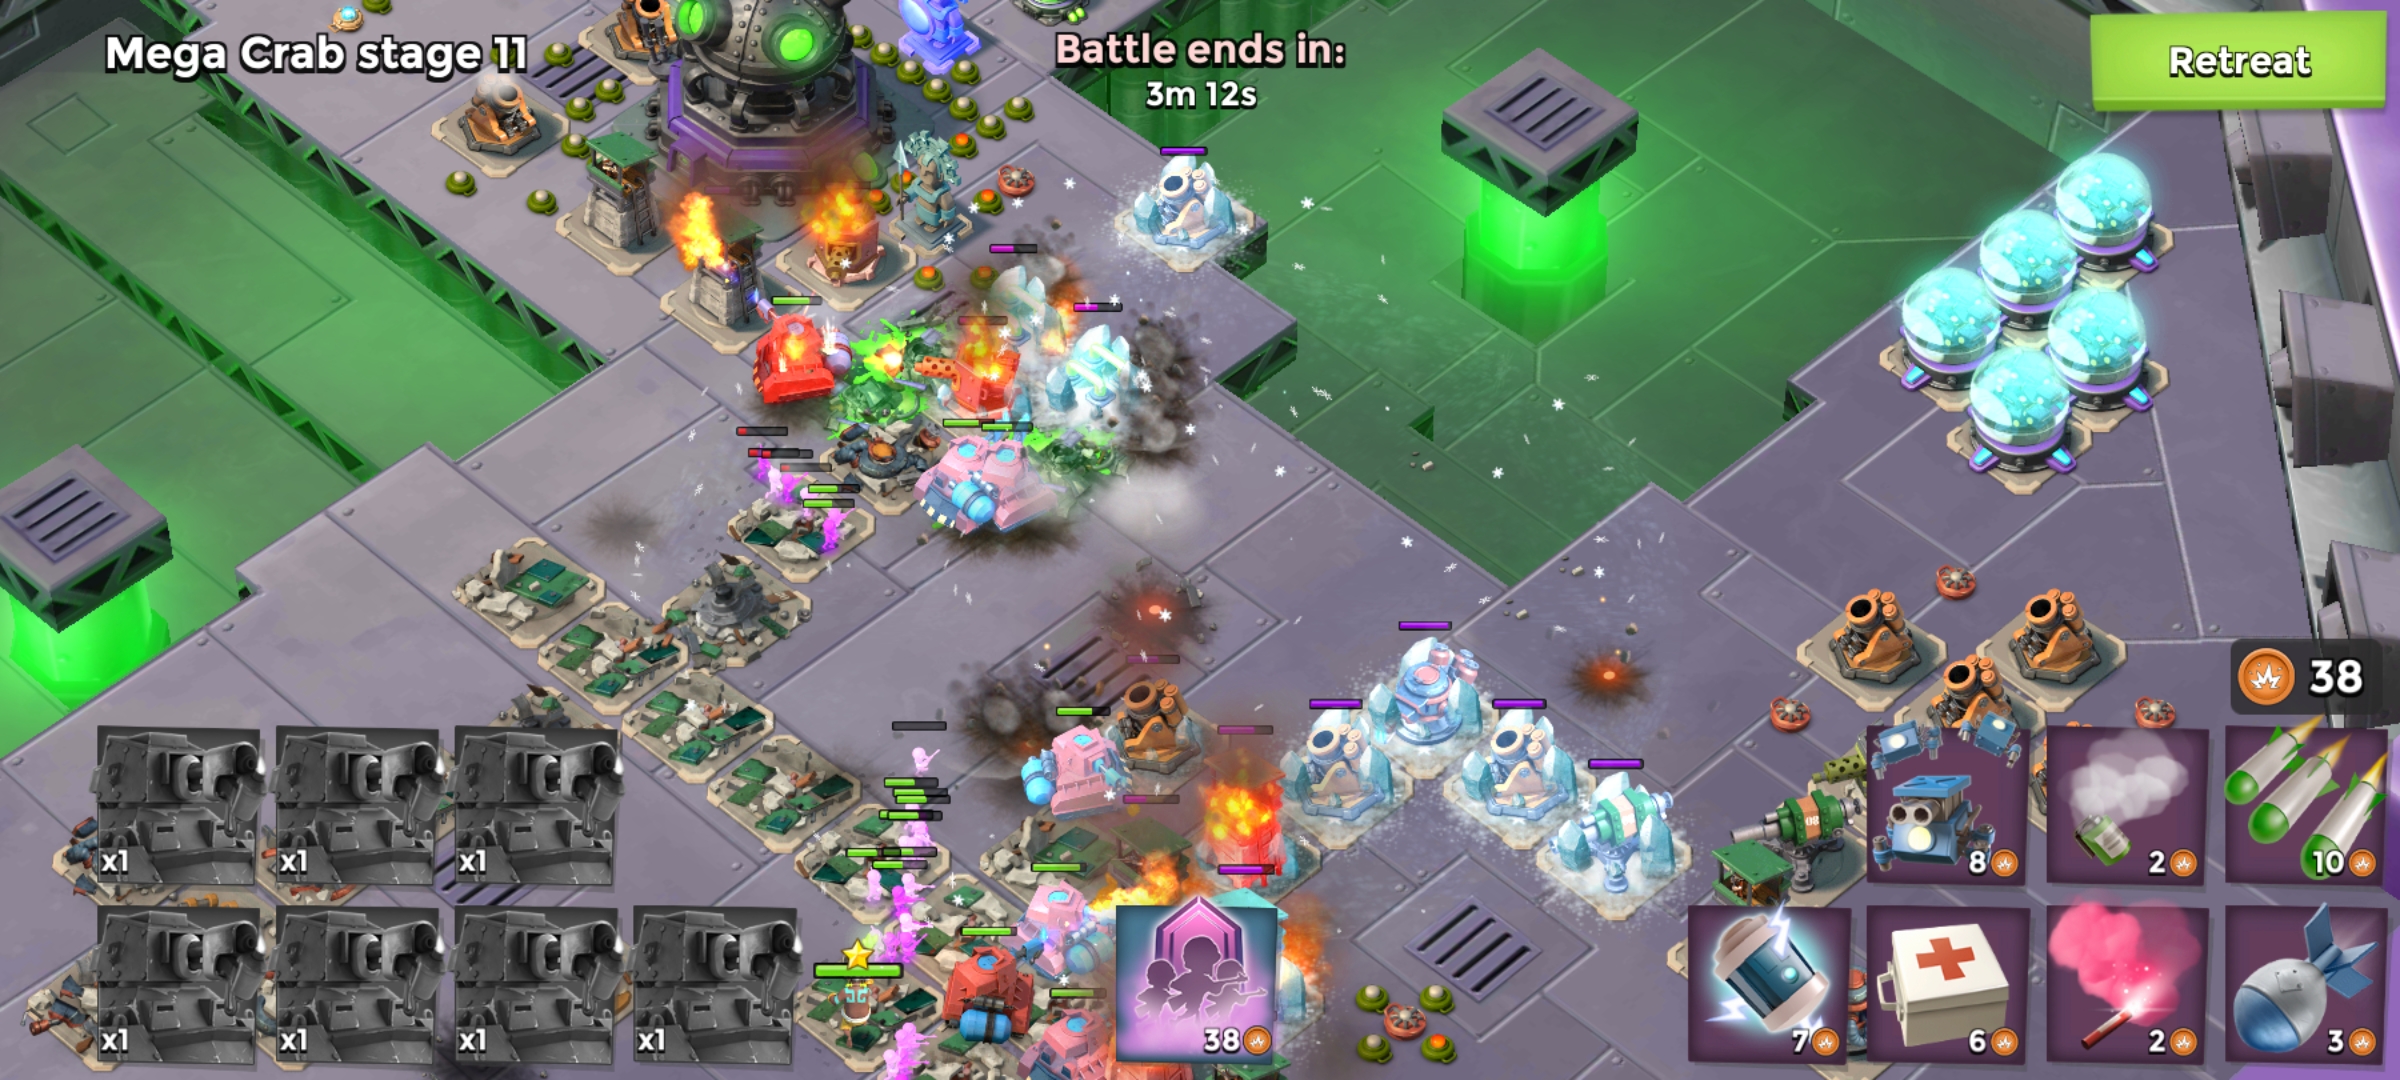 Mega Crab stage 11
Battle ends in:
3m 12s
Retreat
38
x1
x1
x1
8
2
10
x1
x1
x1
x1
38
7
6
2
3